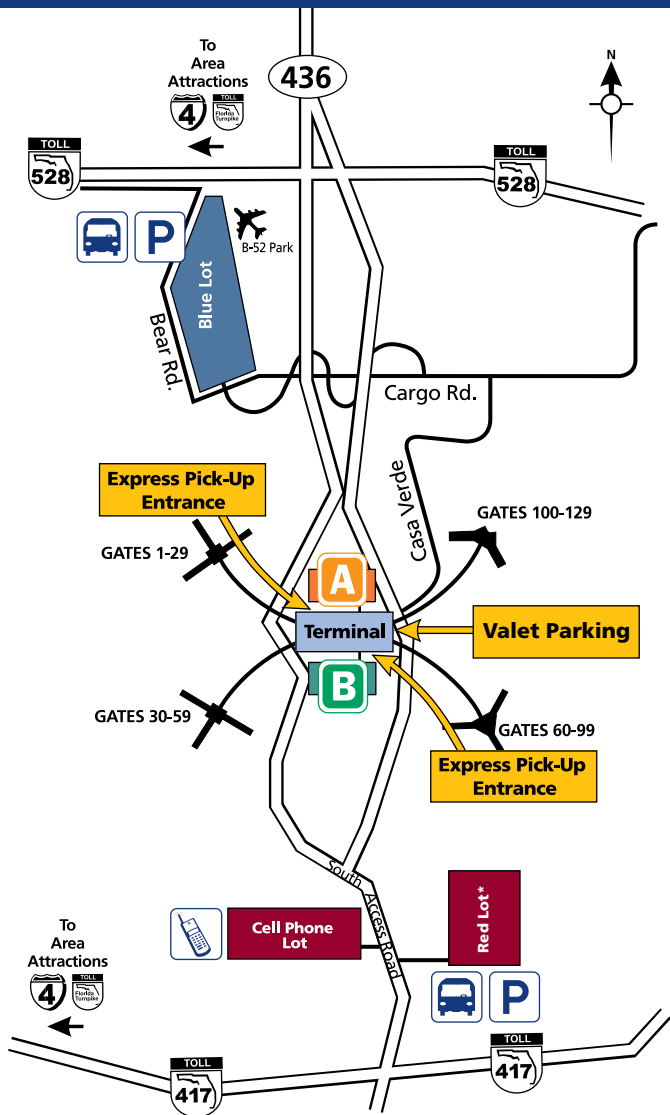 To
Area
Attractions
4
TOLL
Florida
Turnpike
436
N
TOLL
528
TOLL
528
P
B-52 Park
Blue Lot
Bear Rd.
Cargo Rd.
Casa Verde
Express Pick-Up
Entrance
GATES 100-129
GATES 1-29
A
Terminal
Valet Parking
B
GATES 30-59
GATES 60-99
Express Pick-Up
Entrance
South Access Road
Cell Phone
Lot
Red Lot*
To
Area
Attractions
4
TOLL
Florida
Turnpike
P
TOLL
417
TOLL
417